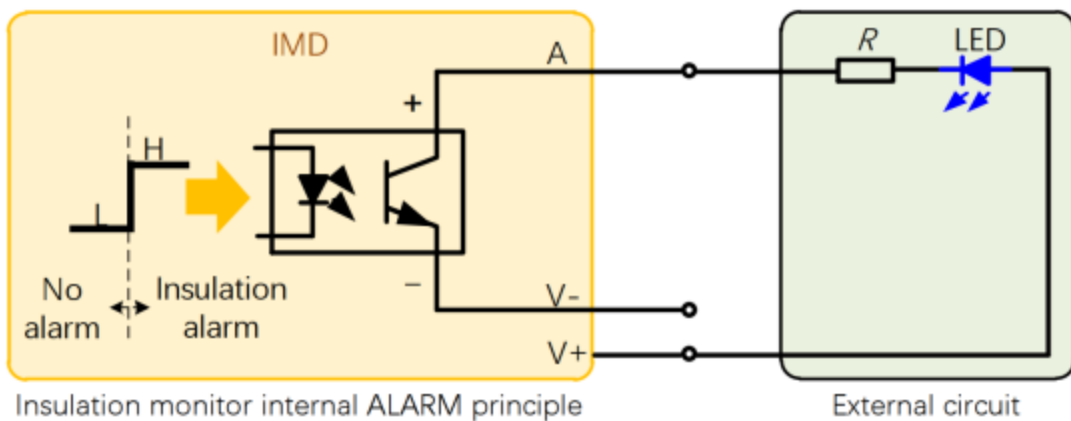 IMD
A
R
LED
+
H
L
−
No
alarm
Insulation
alarm
V-
V+
Insulation monitor internal ALARM principle
External circuit